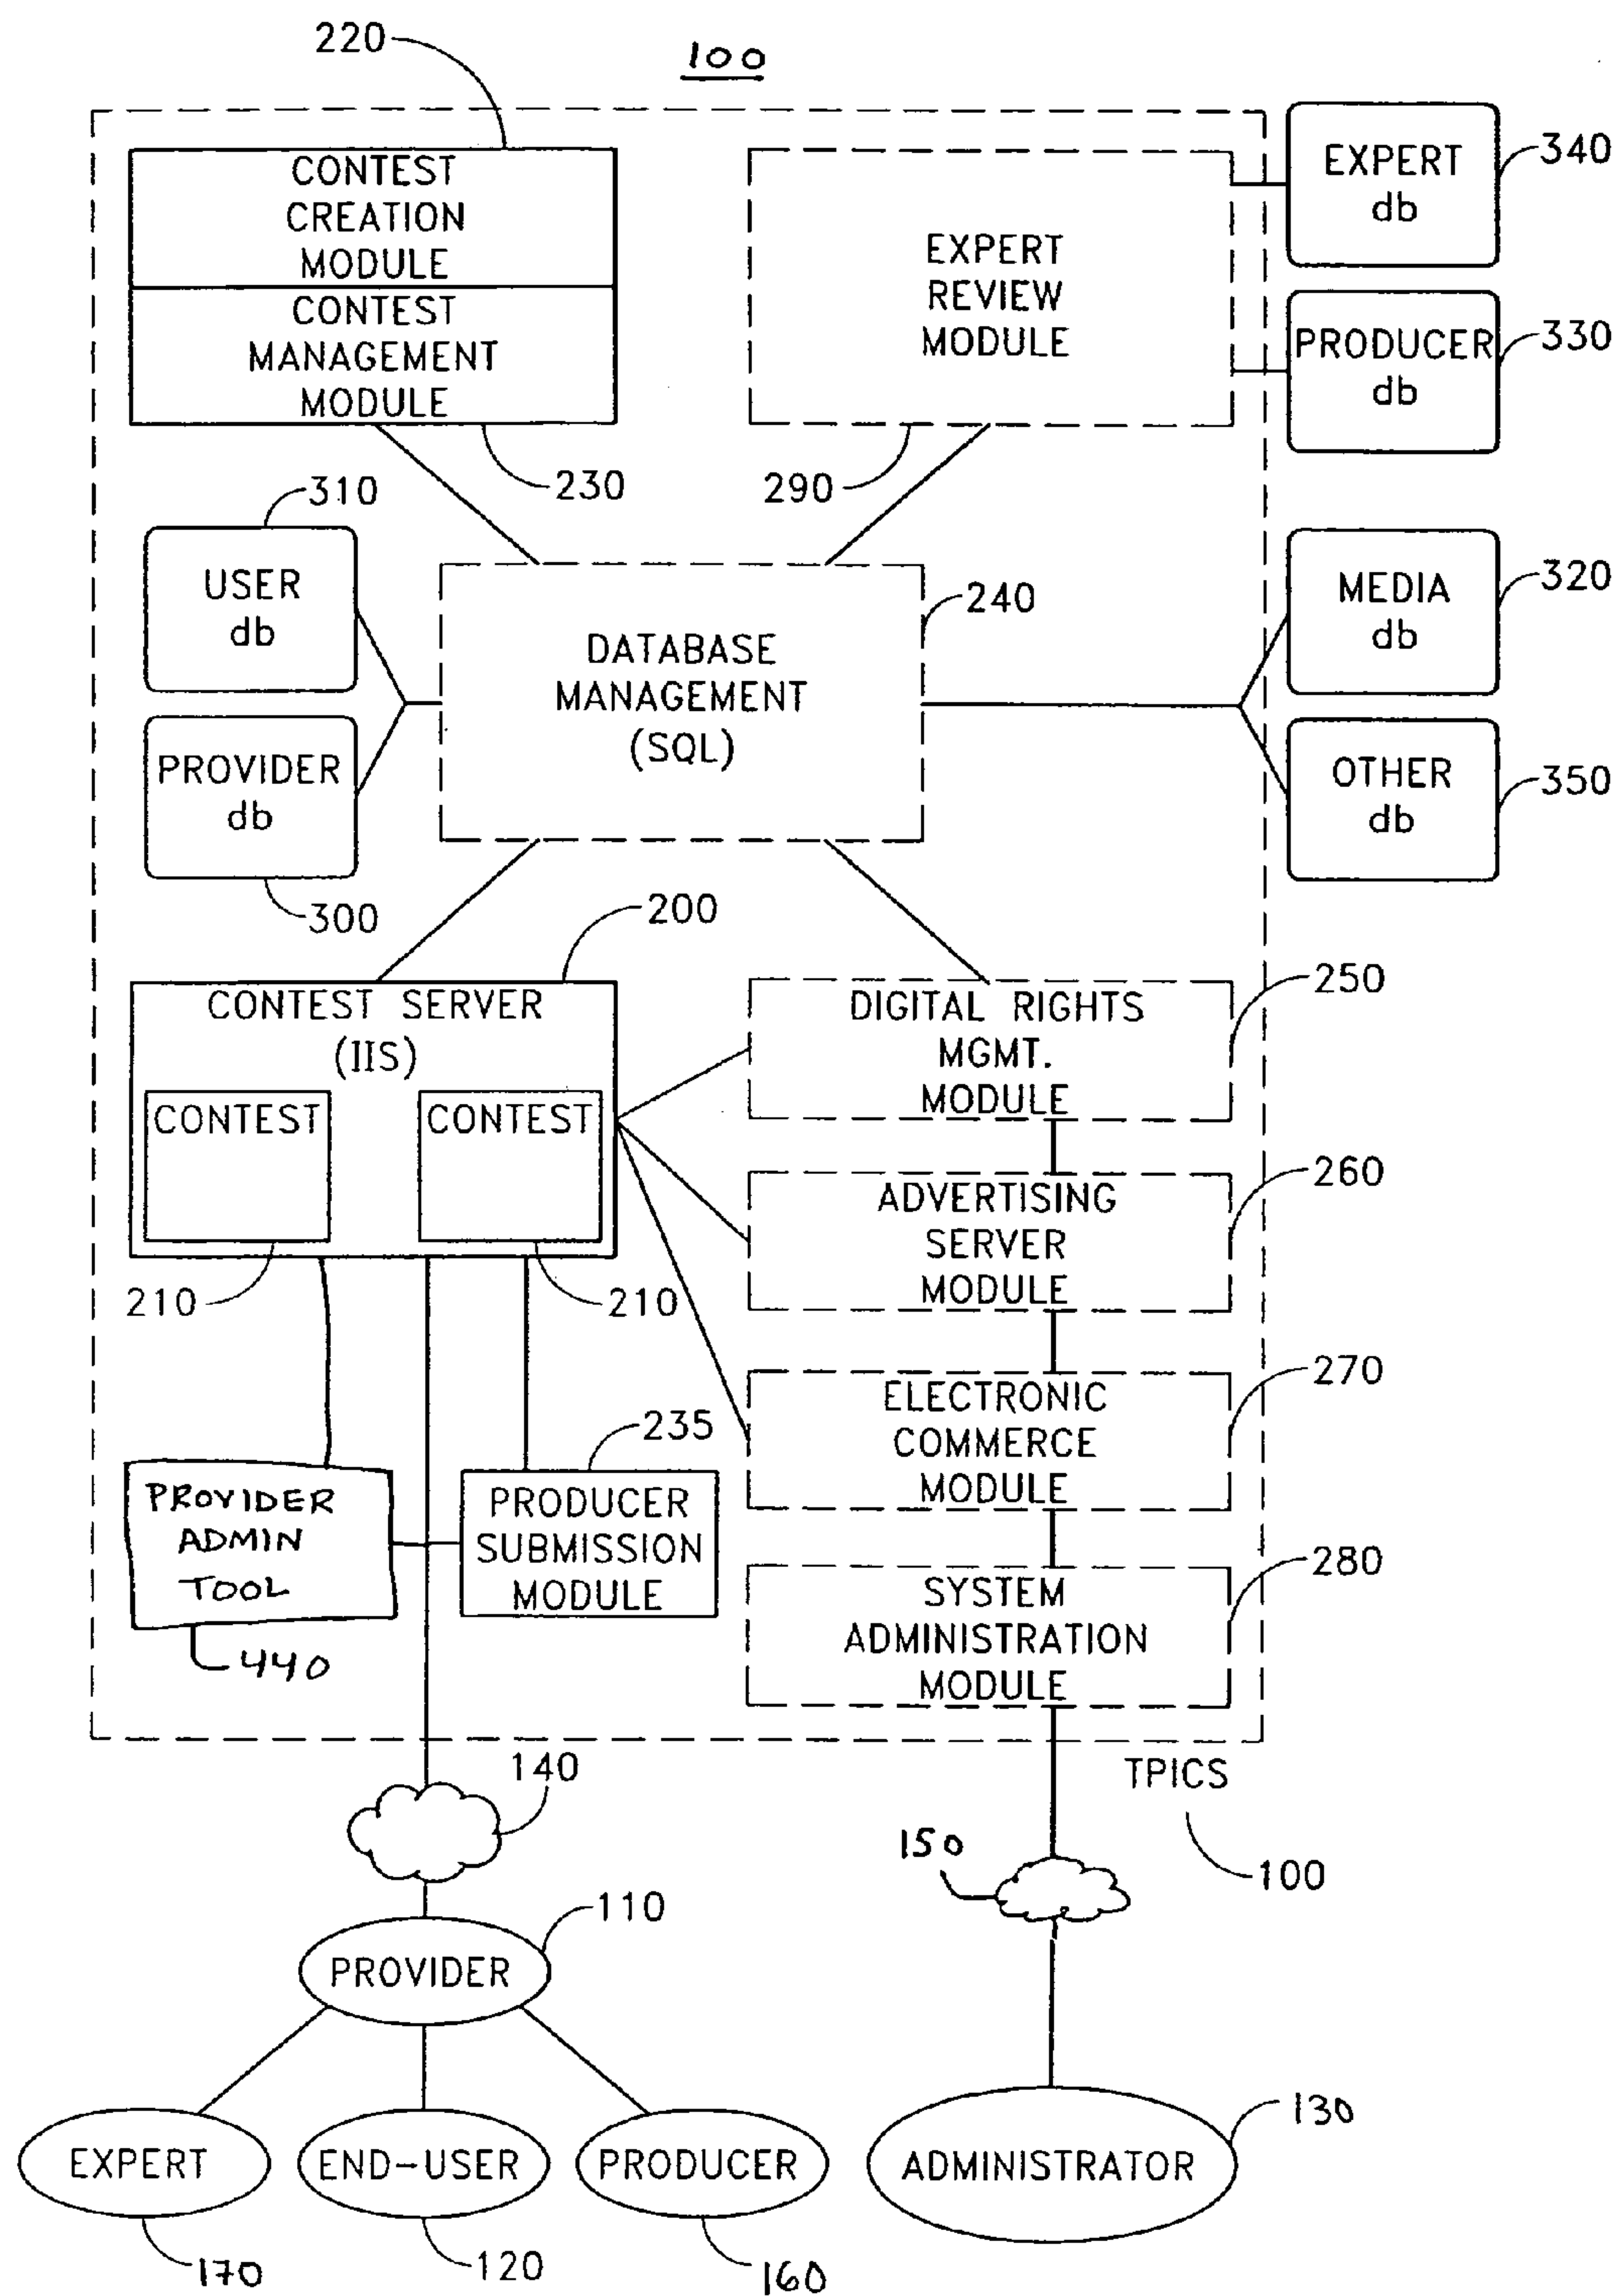 220
100
CONTEST
CREATION
MODULE
CONTEST
MANAGEMENT
MODULE
230
EXPERT
REVIEW
MODULE
290
EXPERT
db
340
PRODUCER
db
330
310
USER
db
PROVIDER
db
300
DATABASE
MANAGEMENT
(SQL)
240
MEDIA
db
320
OTHER
db
350
200
CONTEST SERVER
(IIS)
CONTEST
CONTEST
210
210
DIGITAL RIGHTS
MGMT.
MODULE
250
ADVERTISING
SERVER
MODULE
260
ELECTRONIC
COMMERCE
MODULE
270
SYSTEM
ADMINISTRATION
MODULE
280
PROVIDER
ADMIN
TOOL
440
235
PRODUCER
SUBMISSION
MODULE
140
TPICS
100
150
110
PROVIDER
EXPERT
END-USER
PRODUCER
ADMINISTRATOR
130
170
120
160